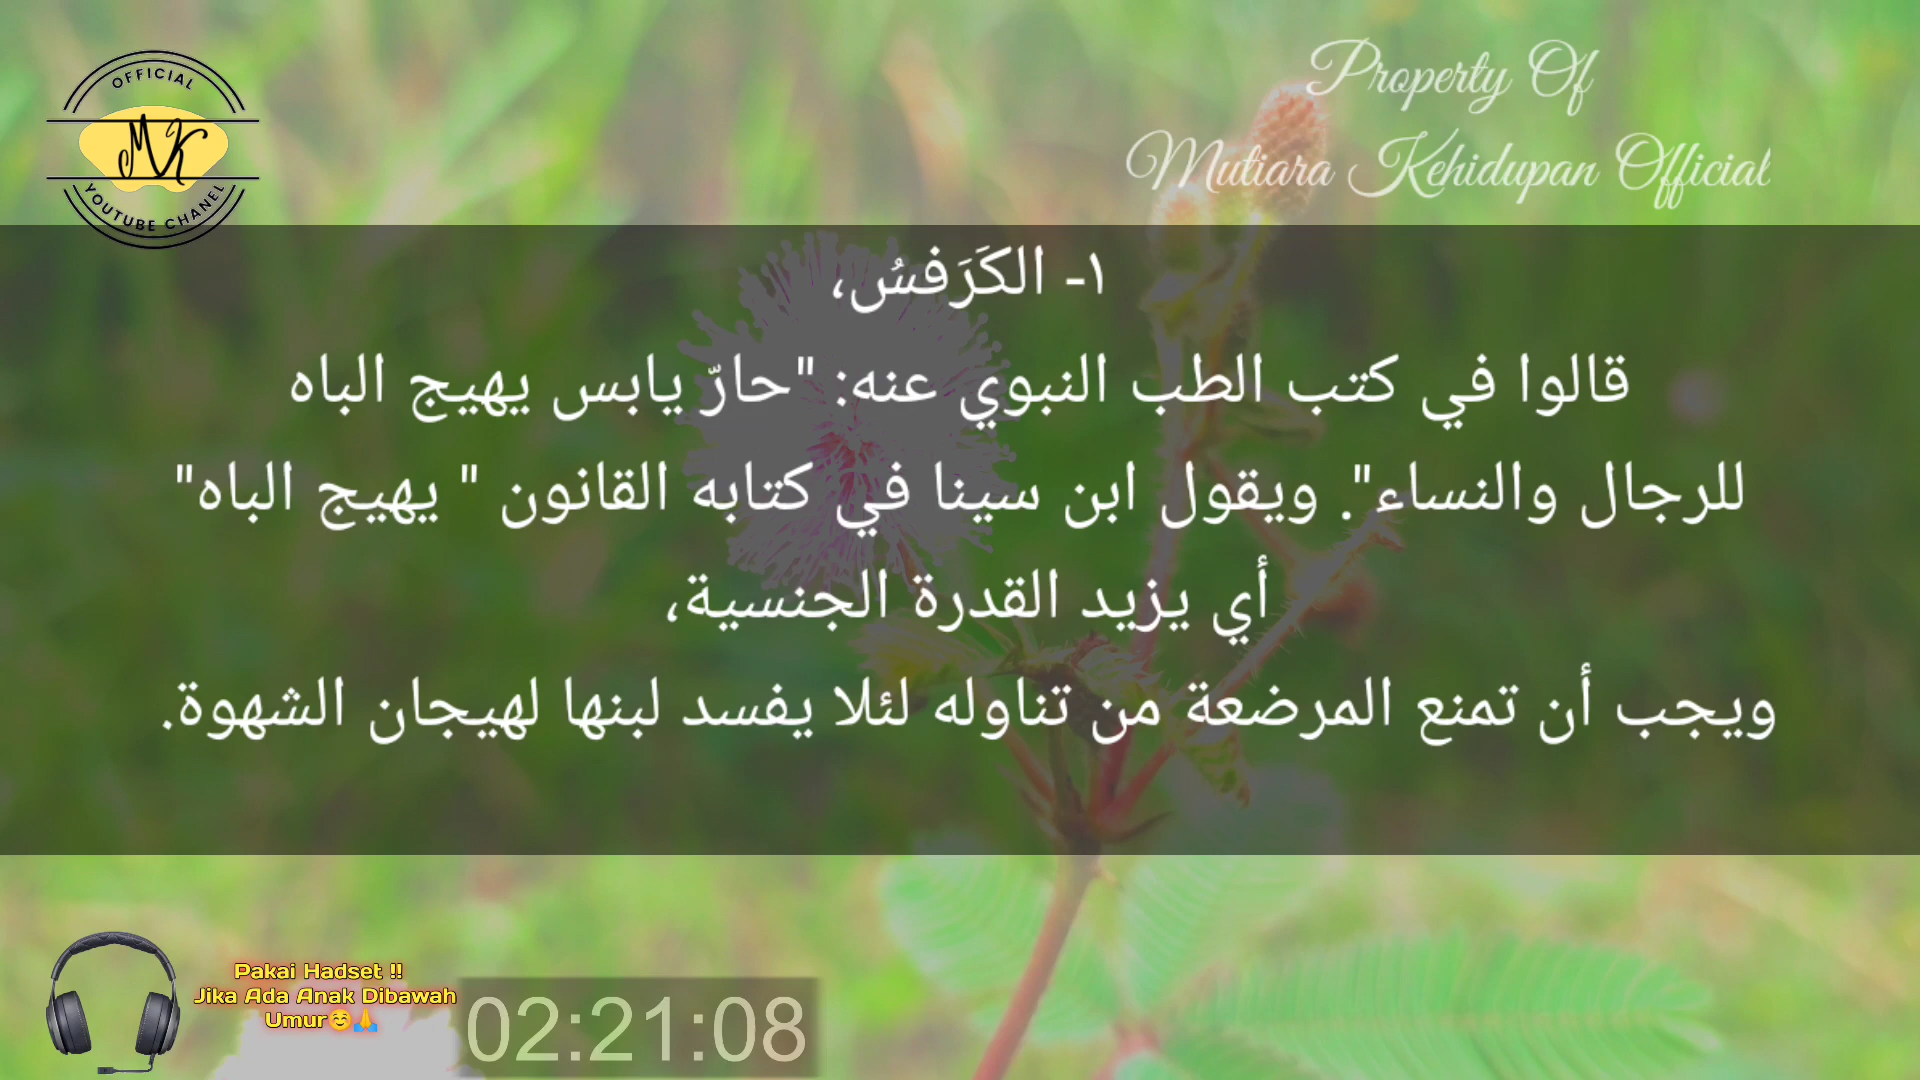 OFFICIAL
MK
YOUTUBE CHANEL
Property Of
Mutiara Kehidupan Official
١- الكَرَفسُ،
قالوا في كتب الطب النبوي عنه: "حارّ يابس يهيج الباه
للرجال والنساء". ويقول ابن سينا في كتابه القانون " يهيج الباه"
أي يزيد القدرة الجنسية،
ويجب أن تمنع المرضعة من تناوله لئلا يفسد لبنها لهيجان الشهوة.
Pakai Hadset !!
Jika Ada Anak Dibawah
Umur☺️🙏
02:21:08